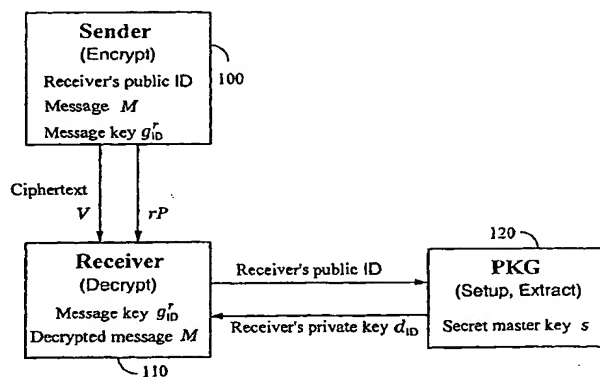 Sender
(Encrypt)
Receiver's public ID
Message M
Message key g_ID^r
100
Ciphertext
V
rP
Receiver
(Decrypt)
Message key g_ID^r
Decrypted message M
110
Receiver's public ID
Receiver's private key d_ID
120
PKG
(Setup, Extract)
Secret master key s